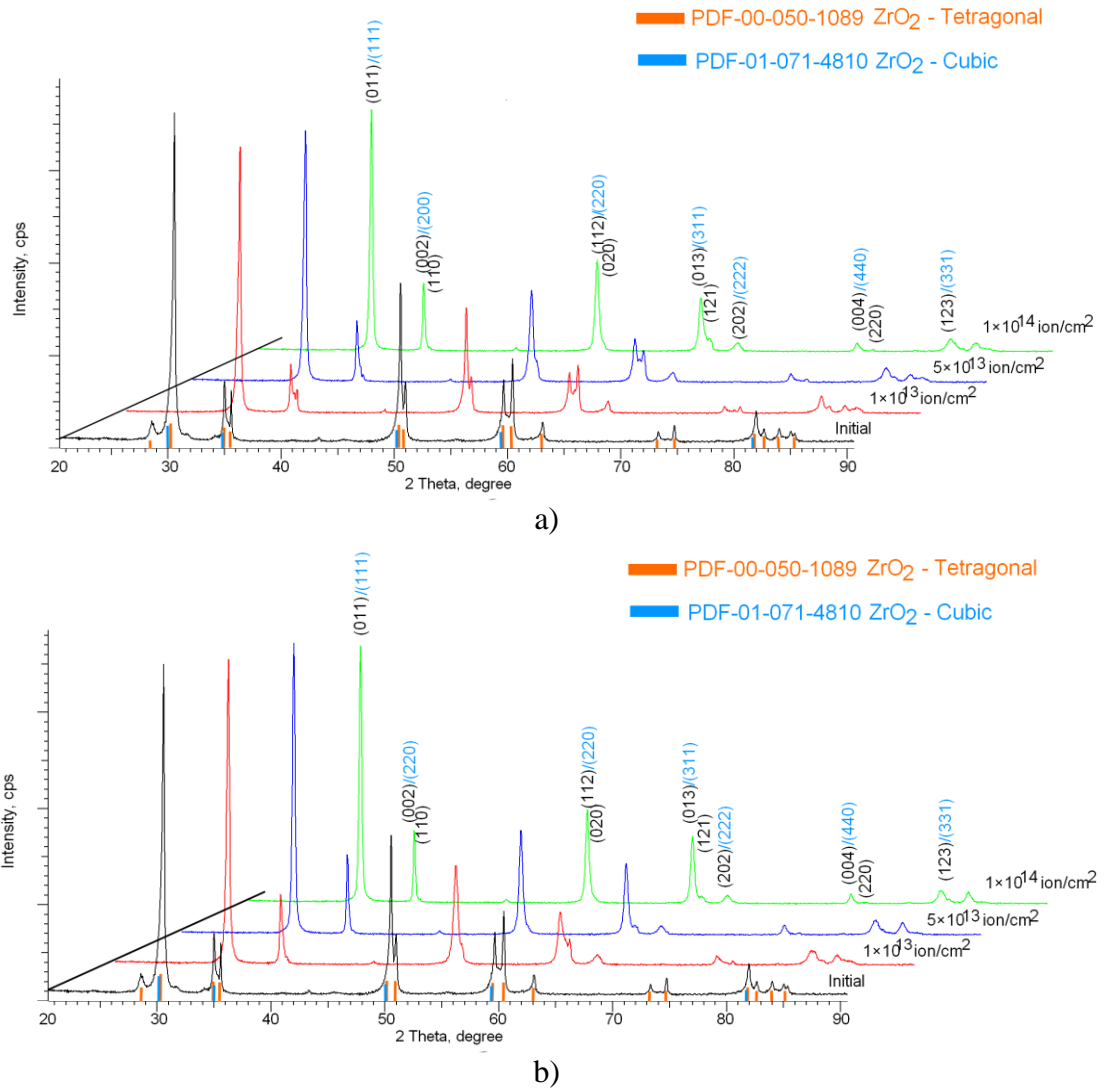 PDF-00-050-1089 ZrO2 - Tetragonal
PDF-01-071-4810 ZrO2 - Cubic
(011)/(111)
(002)/(200)
(110)
(112)/(220)
(020)
(013)/(311)
(121)
(202)/(222)
(004)/(440)
(220)
(123)/(331)
Intensity, cps
1×10^14 ion/cm^2
5×10^13 ion/cm^2
1×10^13 ion/cm^2
Initial
20 30 40 50 60 70 80 90
2 Theta, degree
a)
PDF-00-050-1089 ZrO2 - Tetragonal
PDF-01-071-4810 ZrO2 - Cubic
(011)/(111)
(002)/(220)
(110)
(112)/(220)
(020)
(013)/(311)
(121)
(202)/(222)
(004)/(440)
(220)
(123)/(331)
Intensity, cps
1×10^14 ion/cm^2
5×10^13 ion/cm^2
1×10^13 ion/cm^2
Initial
20 30 40 50 60 70 80 90
2 Theta, degree
b)